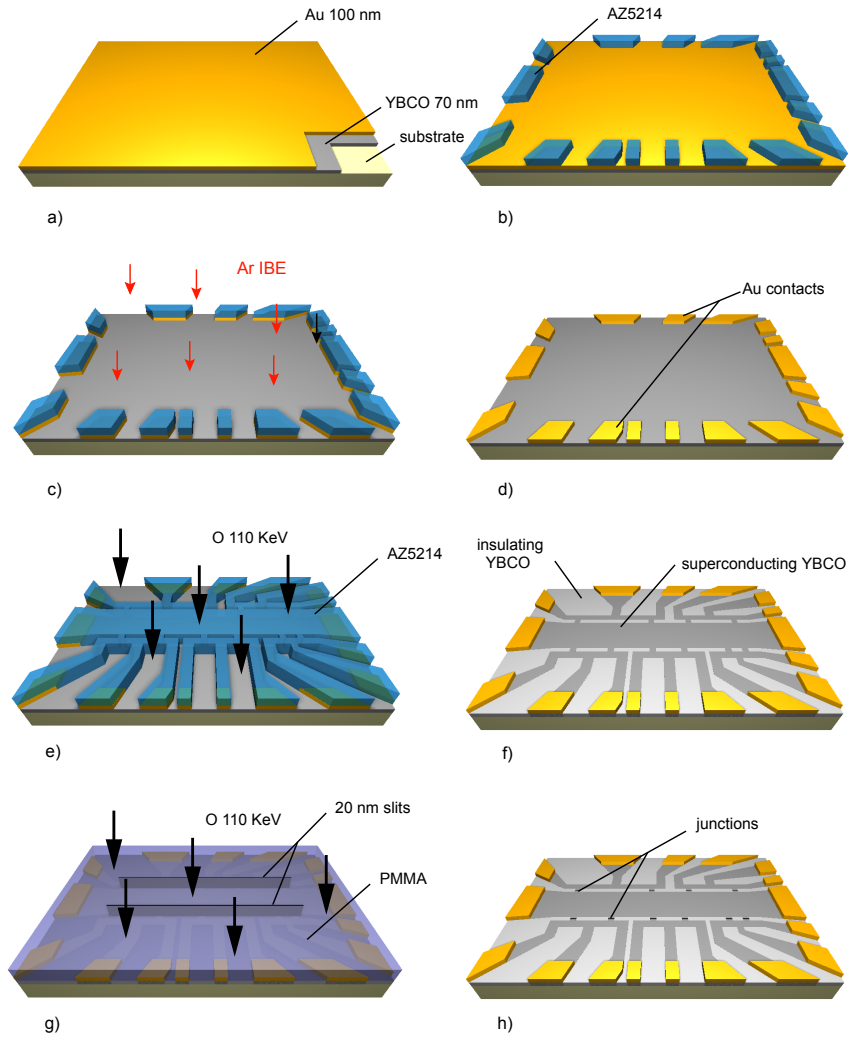 Au 100 nm
YBCO 70 nm
substrate
a)
AZ5214
b)
Ar IBE
c)
Au contacts
d)
O 110 KeV
AZ5214
e)
insulating
YBCO
superconducting YBCO
f)
O 110 KeV
20 nm slits
PMMA
g)
junctions
h)